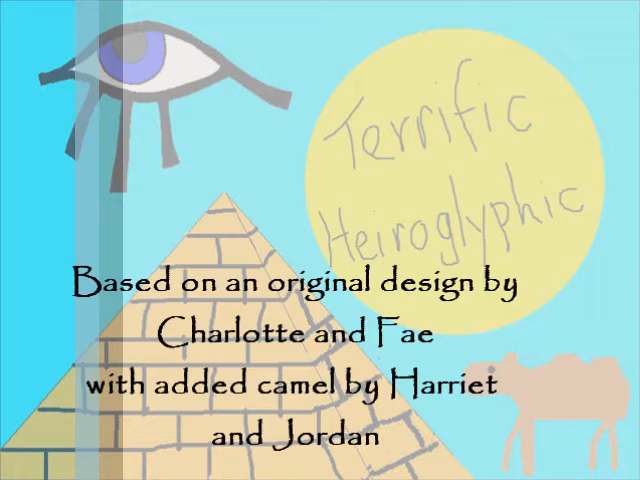 Terrific
Heiroglyphic
Based on an original design by
Charlotte and Fae
with added camel by Harriet
and Jordan